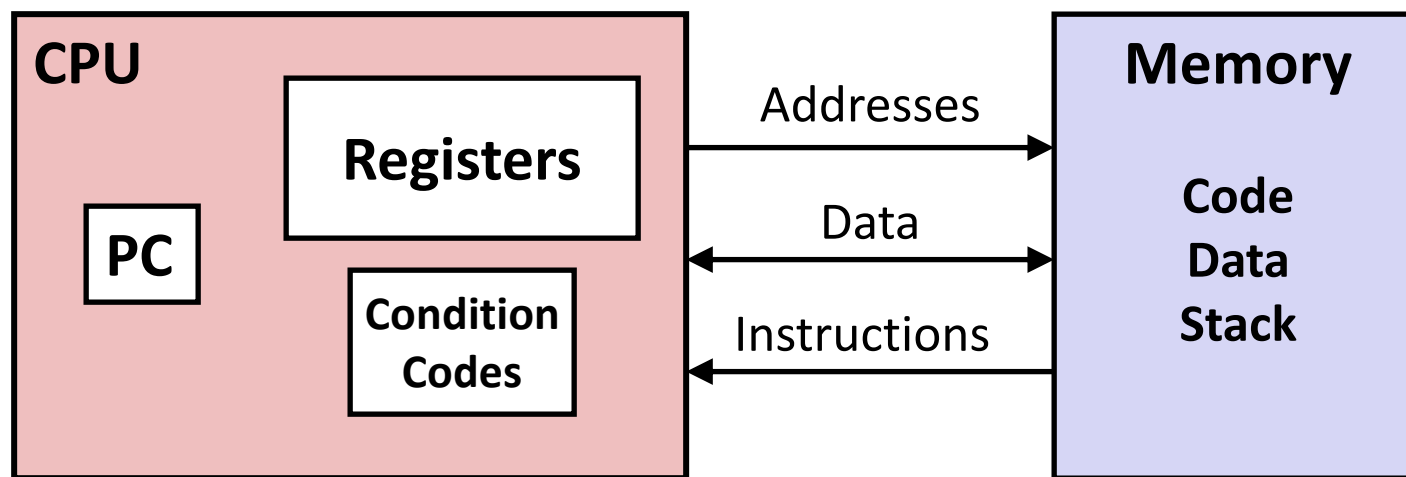 CPU
Registers
PC
Condition
Codes
Addresses
Data
Instructions
Memory
Code
Data
Stack